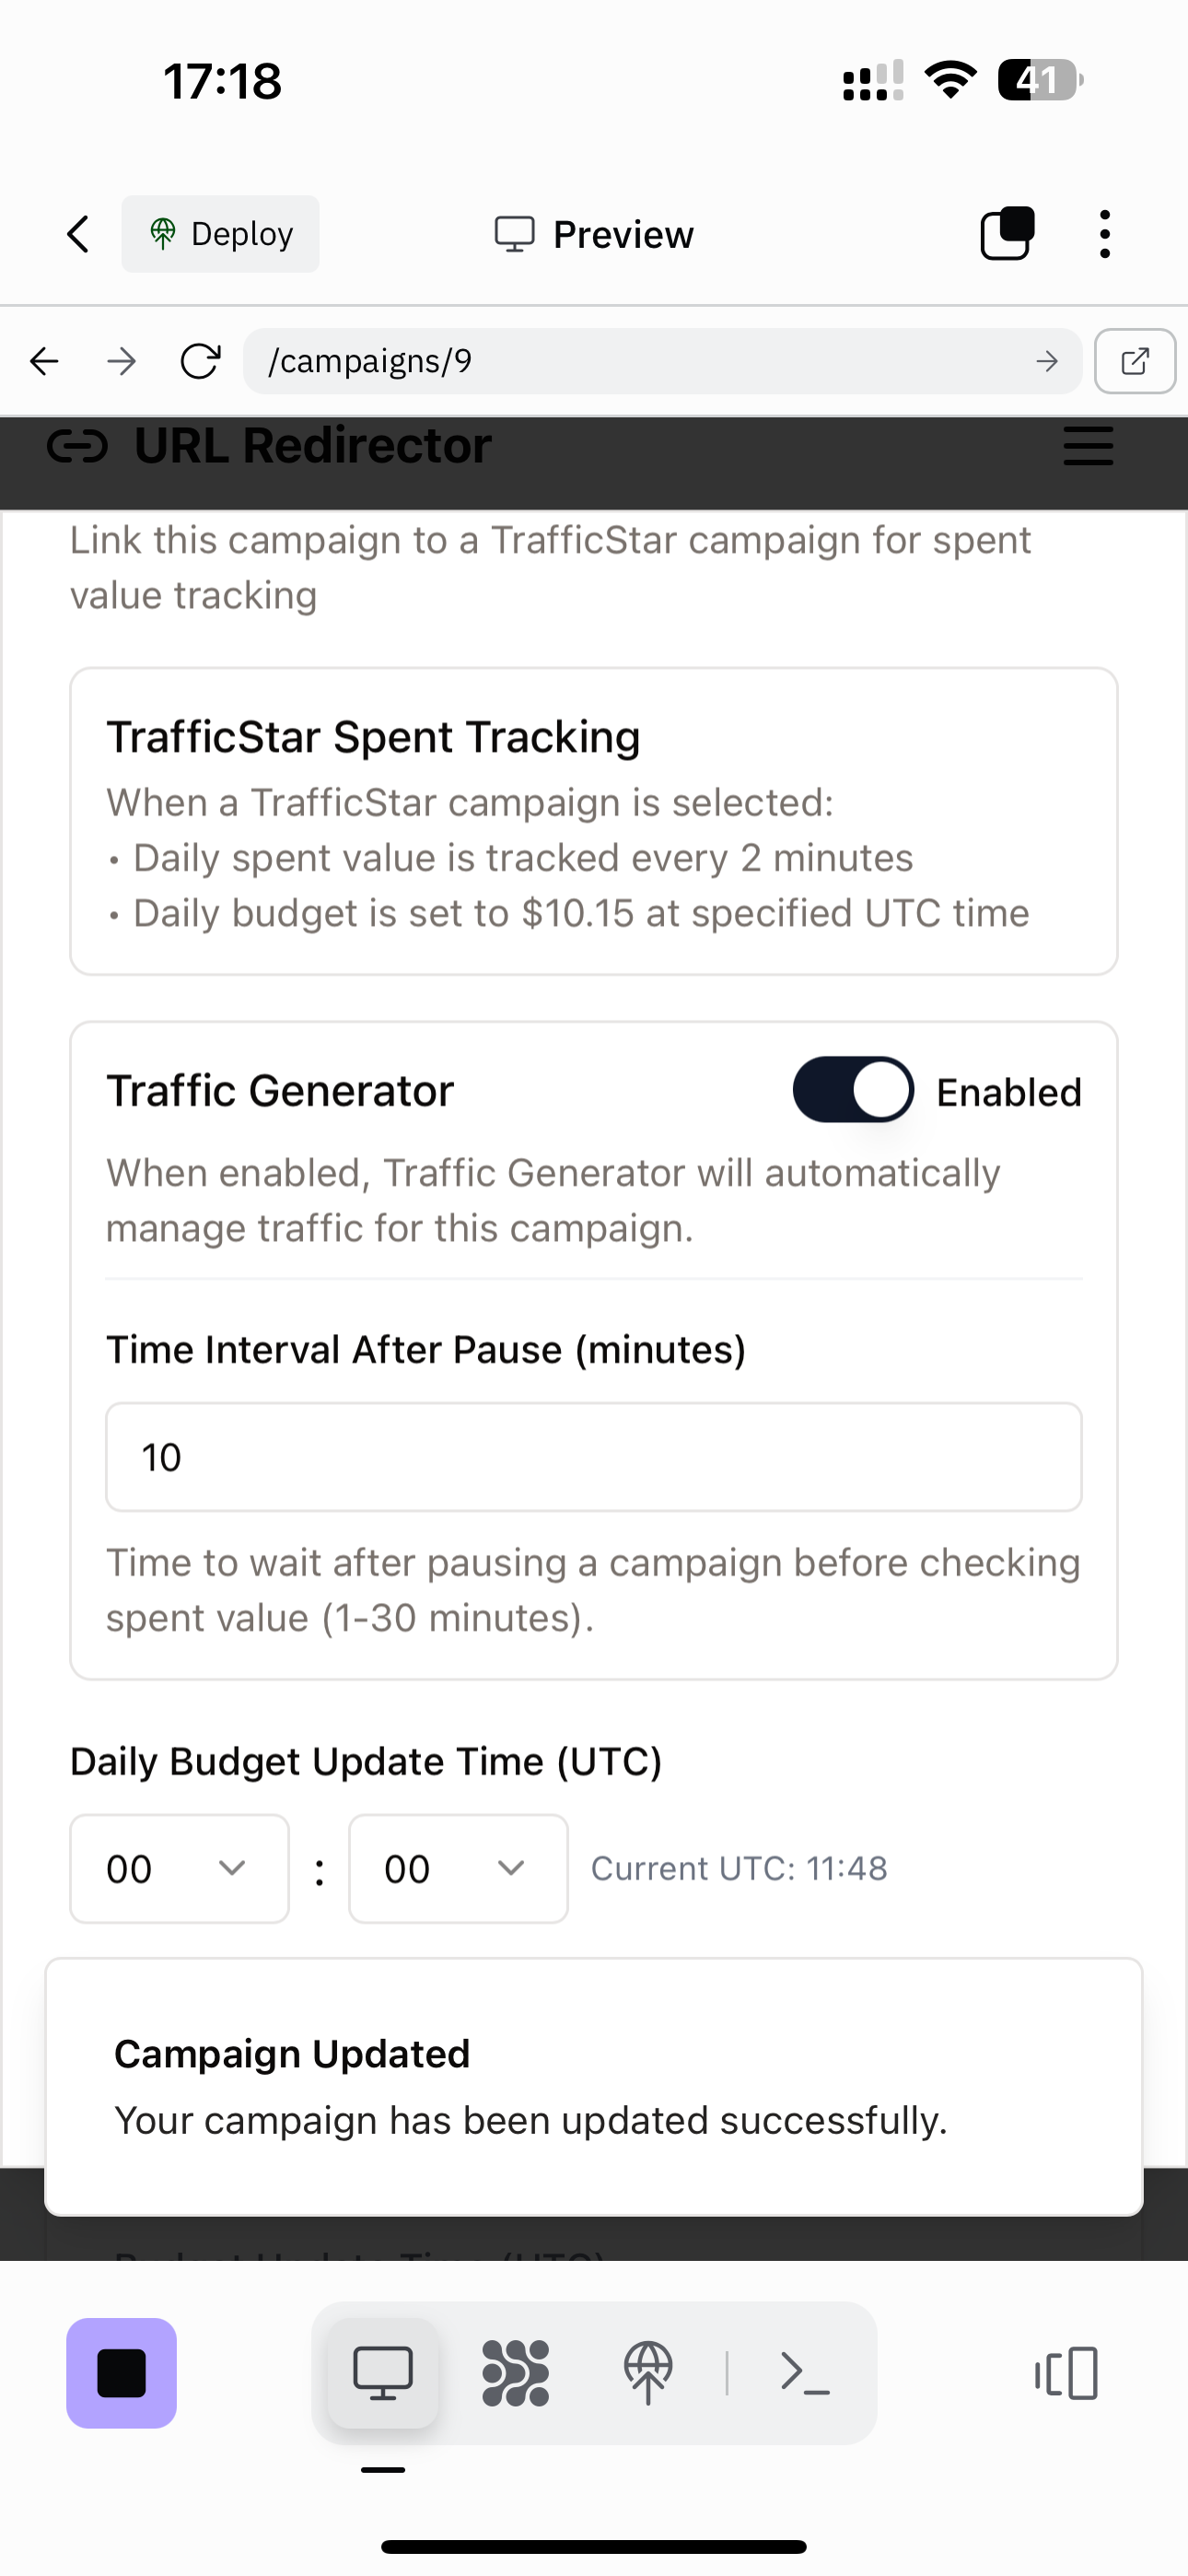 17:18
41
Deploy
Preview
/campaigns/9
URL Redirector
Link this campaign to a TrafficStar campaign for spent
value tracking
TrafficStar Spent Tracking
When a TrafficStar campaign is selected:
• Daily spent value is tracked every 2 minutes
• Daily budget is set to $10.15 at specified UTC time
Traffic Generator
Enabled
When enabled, Traffic Generator will automatically
manage traffic for this campaign.
Time Interval After Pause (minutes)
10
Time to wait after pausing a campaign before checking
spent value (1-30 minutes).
Daily Budget Update Time (UTC)
00 : 00 Current UTC: 11:48
Campaign Updated
Your campaign has been updated successfully.
Budget Update Time (UTC)